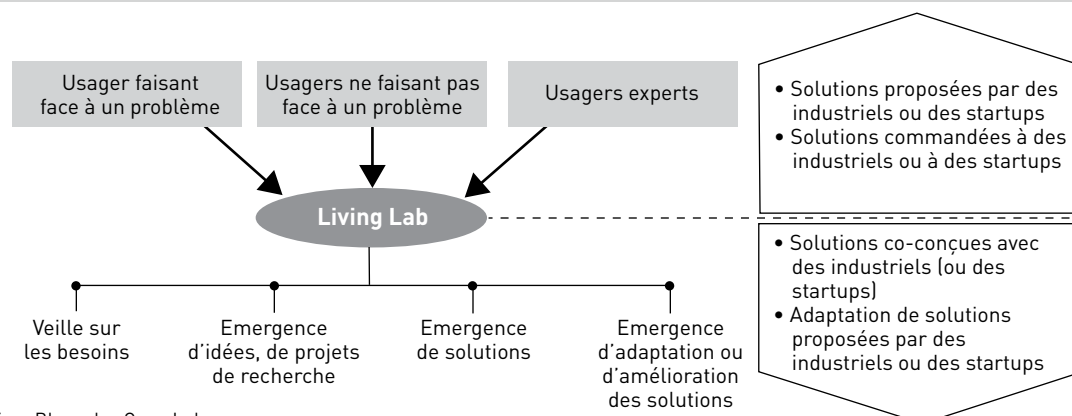 Usager faisant
face à un problème
Usagers ne faisant pas
face à un problème
Usagers experts
Living Lab
Veille sur
les besoins
Emergence
d'idées, de projets
de recherche
Emergence
de solutions
Emergence
d'adaptation ou
d'amélioration
des solutions
• Solutions proposées par des
industriels ou des startups
• Solutions commandées à des
industriels ou à des startups
• Solutions co-conçues avec
des industriels (ou des
startups)
• Adaptation de solutions
proposées par des
industriels ou des startups